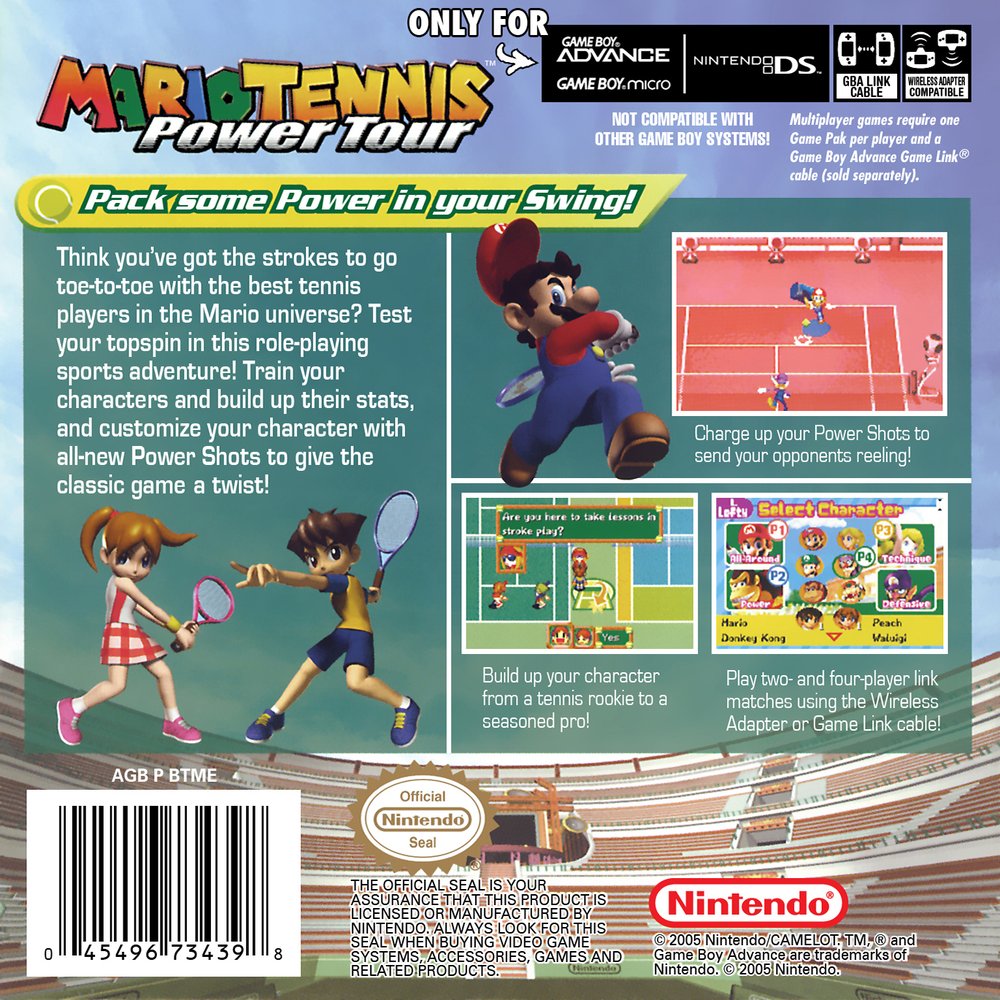 ONLY FOR
GAME BOY® ADVANCE
GAME BOY® micro
NINTENDO DS™
GBA LINK
CABLE
WIRELESS ADAPTER
COMPATIBLE
MARIO TENNIS™
Power Tour
NOT COMPATIBLE WITH
OTHER GAME BOY SYSTEMS!
Multiplayer games require one
Game Pak per player and a
Game Boy Advance Game Link®
cable (sold separately).
Pack some Power in your Swing!
Think you've got the strokes to go
toe-to-toe with the best tennis
players in the Mario universe? Test
your topspin in this role-playing
sports adventure! Train your
characters and build up their stats,
and customize your character with
all-new Power Shots to give the
classic game a twist!
Charge up your Power Shots to
send your opponents reeling!
Are you here to take lessons in
stroke play?
Yes
Build up your character
from a tennis rookie to a
seasoned pro!
L
Lefty
Select Character
P1
P3
All-Around
Technique
P4
P2
Power
Defensive
Mario
Peach
Donkey Kong
Waluigi
Play two- and four-player link
matches using the Wireless
Adapter or Game Link cable!
AGB P BTME
0 45496 73439 8
Official
Nintendo®
Seal
THE OFFICIAL SEAL IS YOUR
ASSURANCE THAT THIS PRODUCT IS
LICENSED OR MANUFACTURED BY
NINTENDO. ALWAYS LOOK FOR THIS
SEAL WHEN BUYING VIDEO GAME
SYSTEMS, ACCESSORIES, GAMES AND
RELATED PRODUCTS.
Nintendo
Nintendo®
© 2005 Nintendo/CAMELOT. TM, ® and
Game Boy Advance are trademarks of
Nintendo. © 2005 Nintendo.